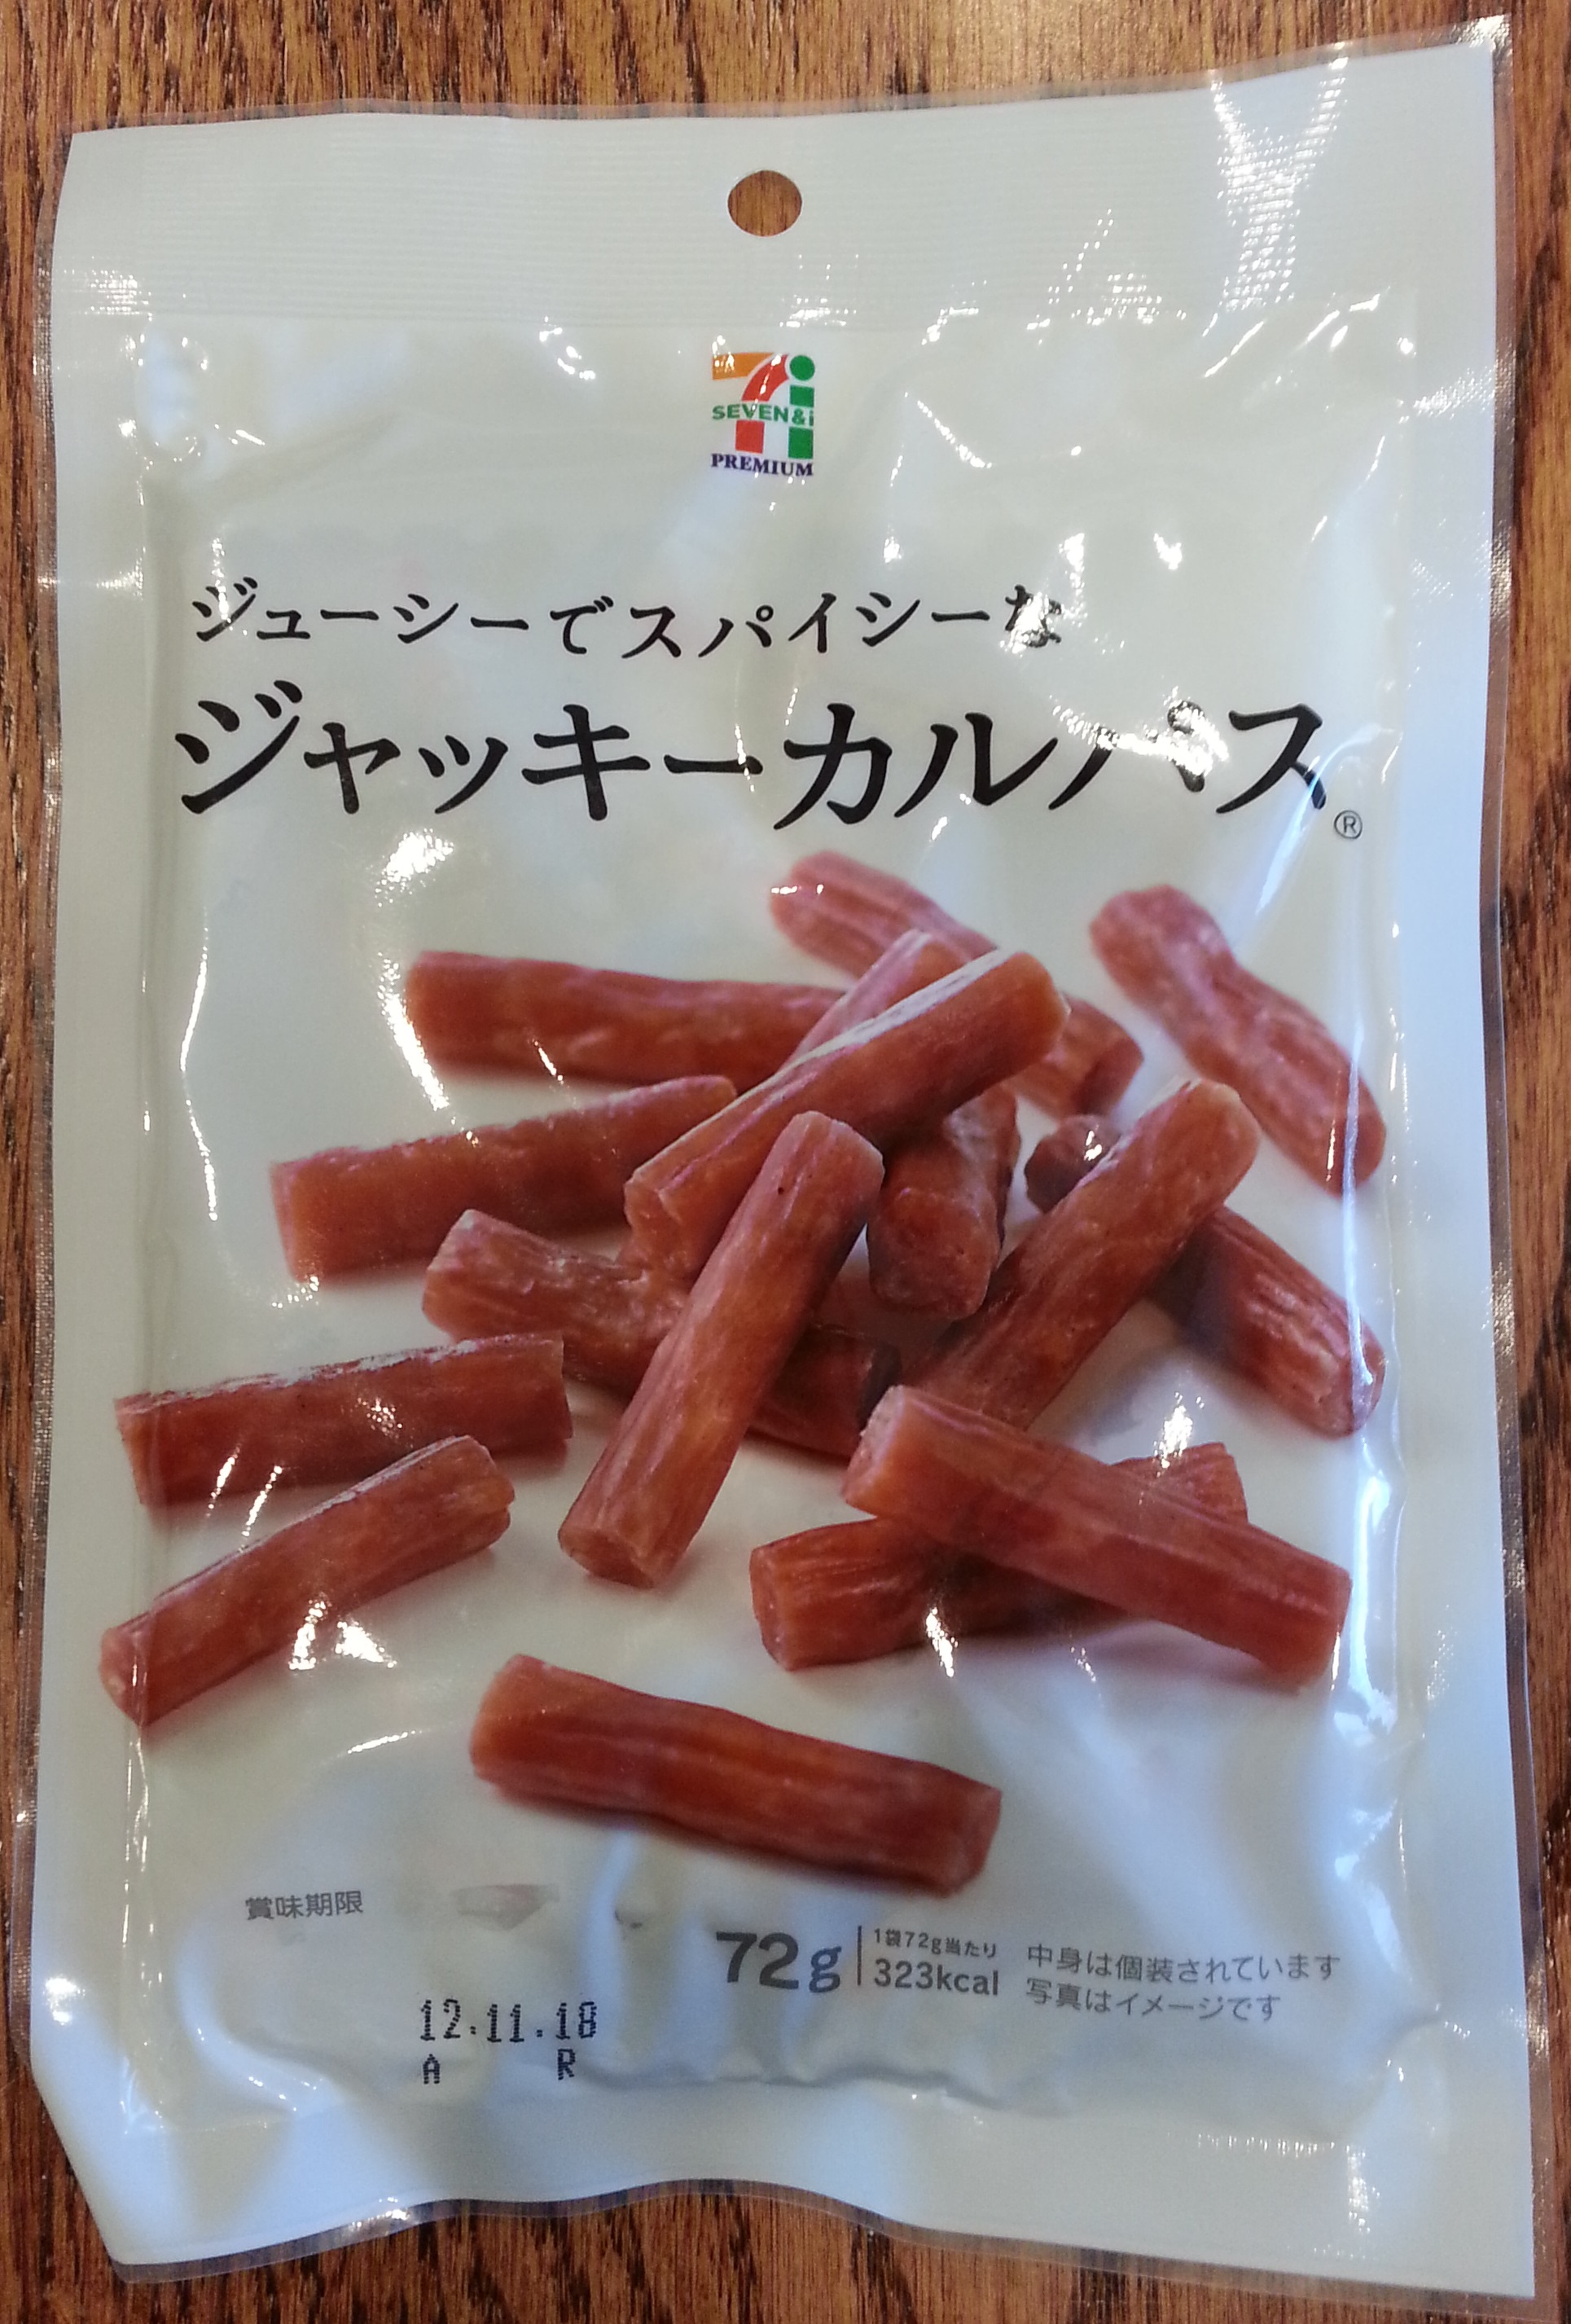 SEVEN&i
PREMIUM
ジューシーでスパイシーな
ジャッキーカルパス®
賞味期限
12.11.18
A R
72g
1袋72g当たり
323kcal
中身は個装されています
写真はイメージです